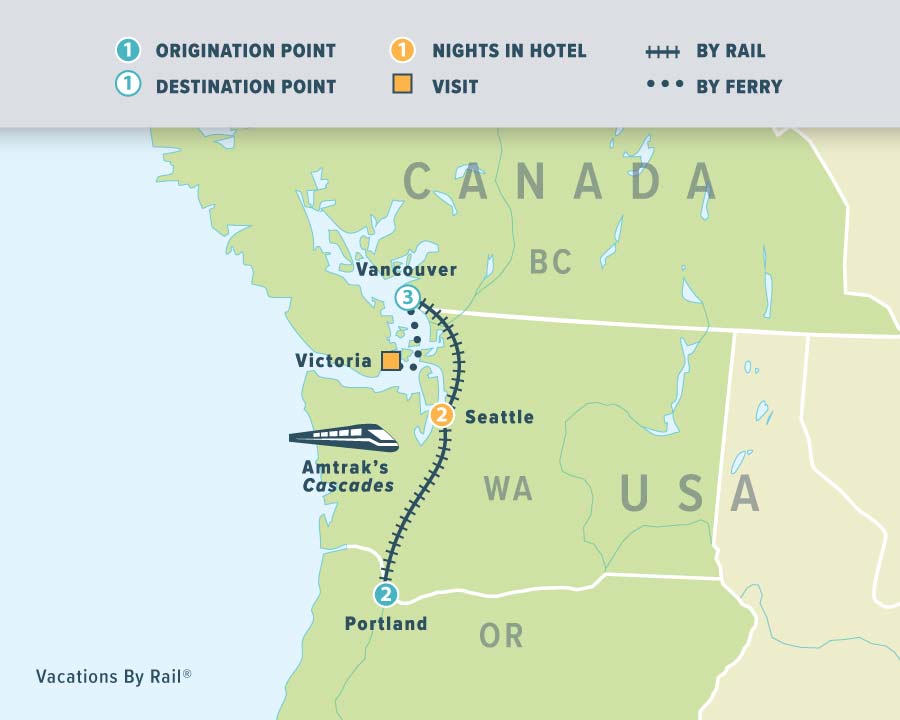 1 ORIGINATION POINT
1 NIGHTS IN HOTEL
BY RAIL
1 DESTINATION POINT
VISIT
BY FERRY
CANADA
BC
Vancouver
3
Victoria
2
Seattle
Amtrak's
Cascades
WA
USA
2
Portland
OR
Vacations By Rail®